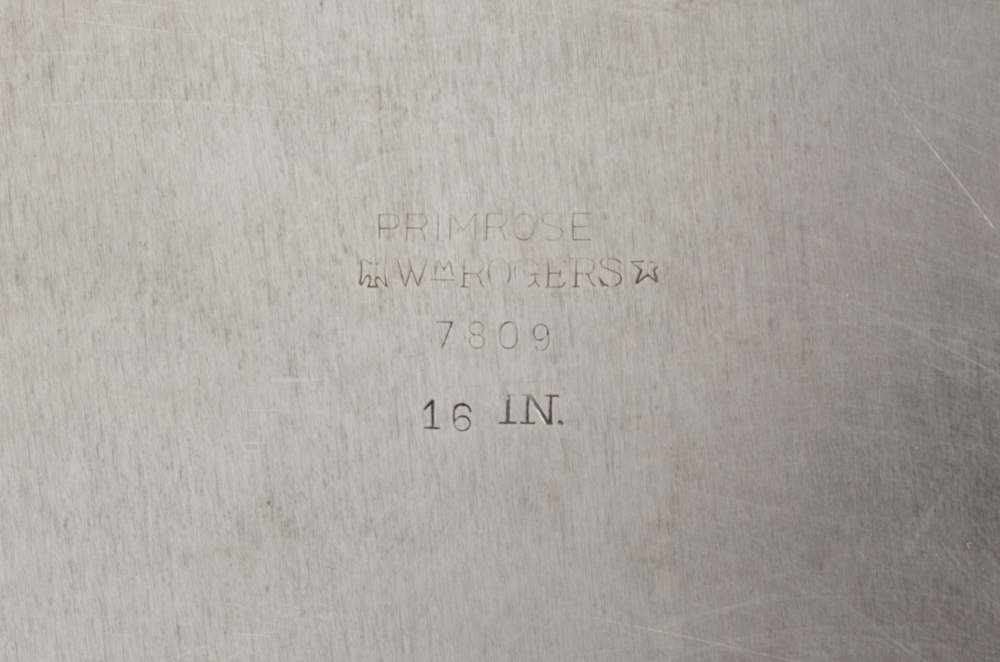 PRIMROSE
Wᴹ ROGERS
7809
16 IN.